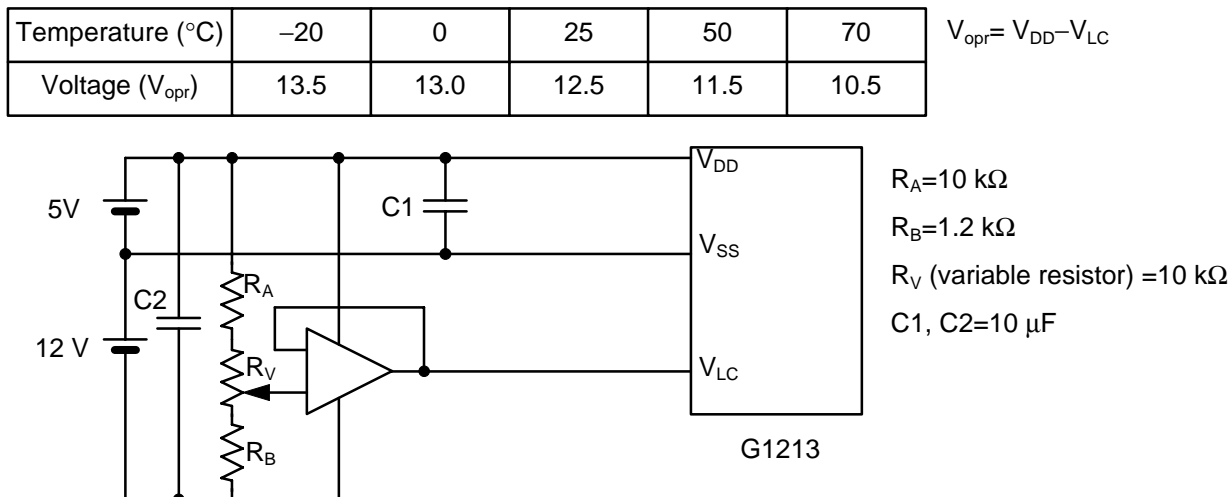 Temperature (°C) −20 0 25 50 70
Voltage (Vopr) 13.5 13.0 12.5 11.5 10.5
Vopr= VDD−VLC
VDD
RA=10 kΩ
5V
C1
RB=1.2 kΩ
VSS
RV (variable resistor) =10 kΩ
RA
C2
C1, C2=10 μF
12 V
RV
VLC
RB
G1213